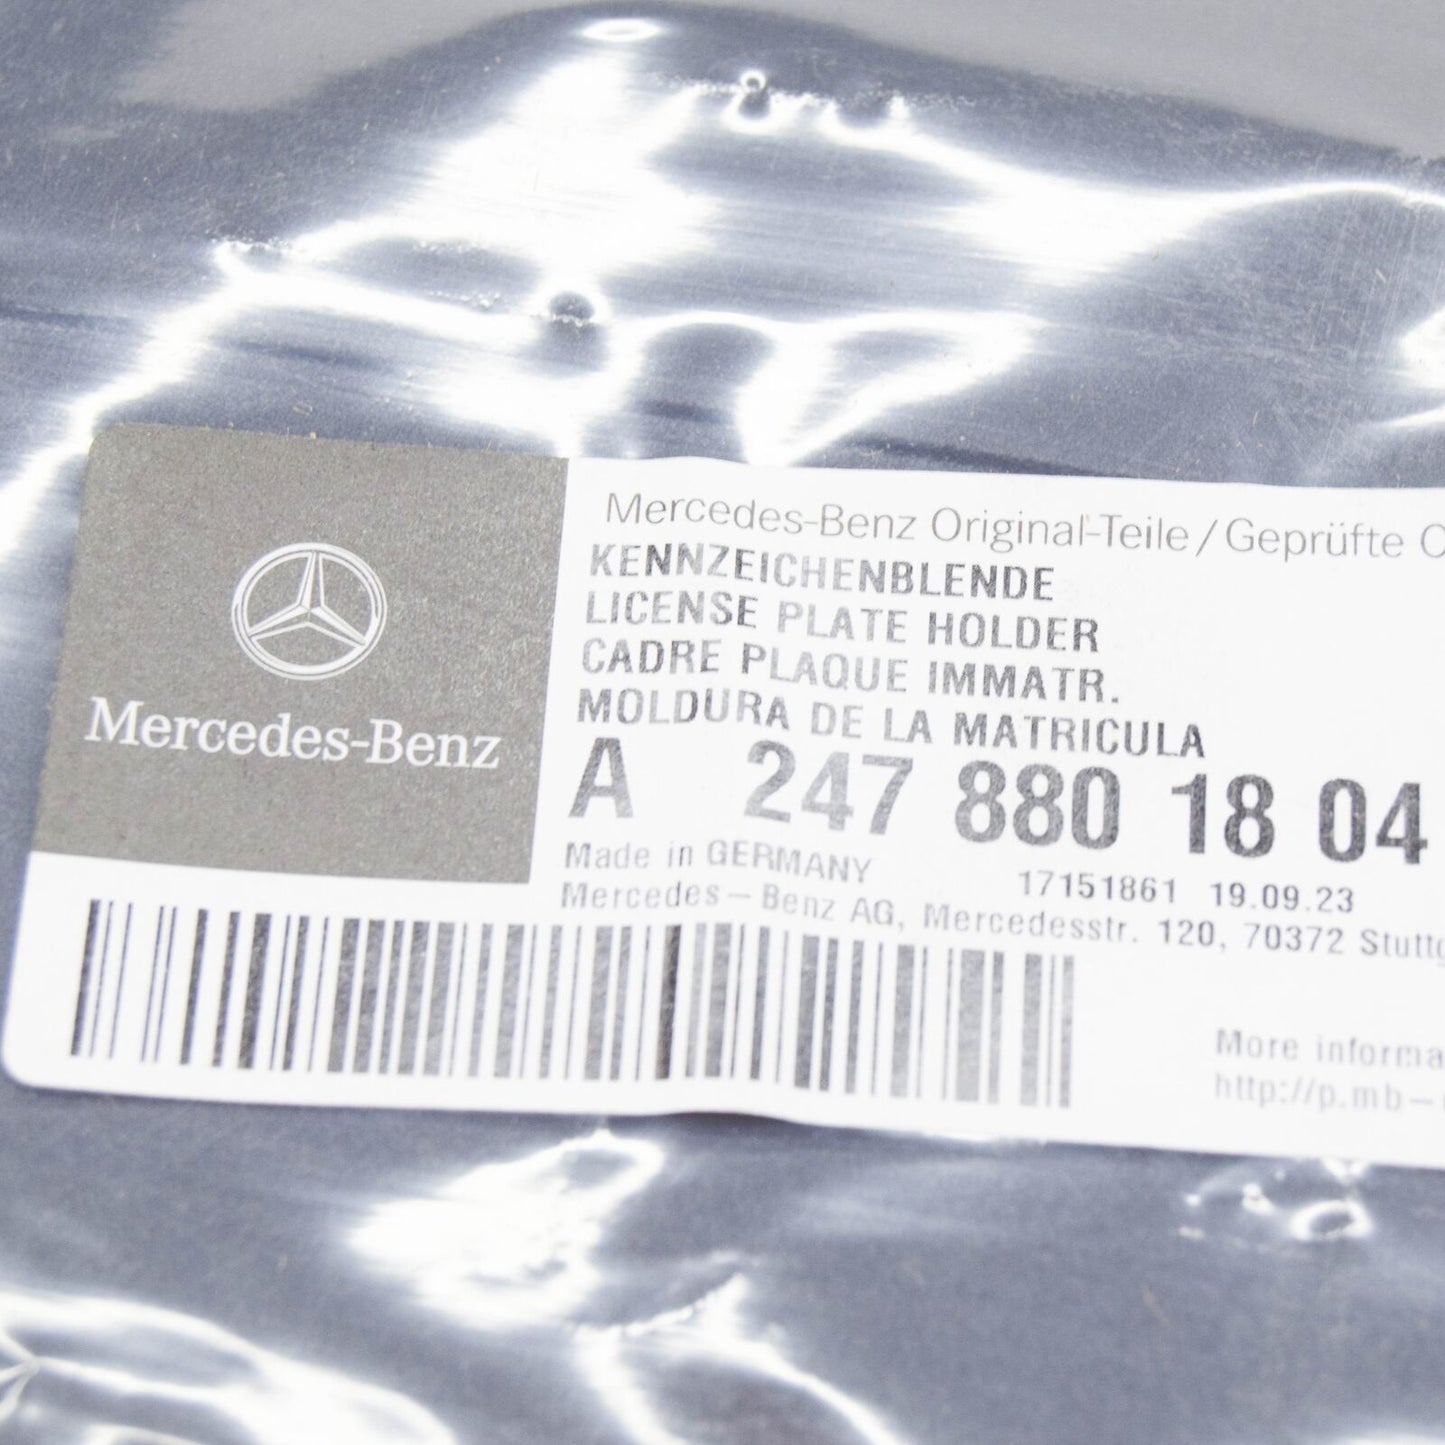 Mercedes-Benz
Mercedes-Benz Original-Teile / Geprüfte
KENNZEICHENBLENDE
LICENSE PLATE HOLDER
CADRE PLAQUE IMMATR.
MOLDURA DE LA MATRICULA
A 247 880 18 04
Made in GERMANY
17151861 19.09.23
Mercedes-Benz AG, Mercedesstr. 120, 70372 Stuttg
More informa
http://p.mb-